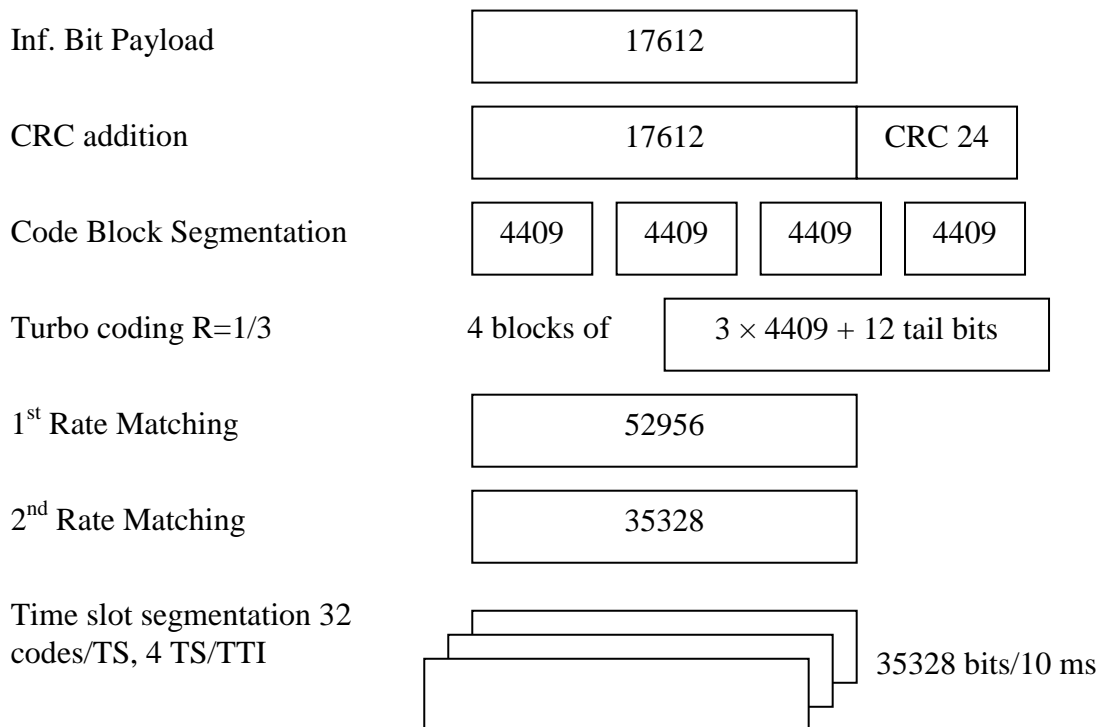 Inf. Bit Payload
17612
CRC addition
17612
CRC 24
Code Block Segmentation
4409
4409
4409
4409
Turbo coding R=1/3
4 blocks of
3 × 4409 + 12 tail bits
1st Rate Matching
52956
2nd Rate Matching
35328
Time slot segmentation 32
codes/TS, 4 TS/TTI
35328 bits/10 ms